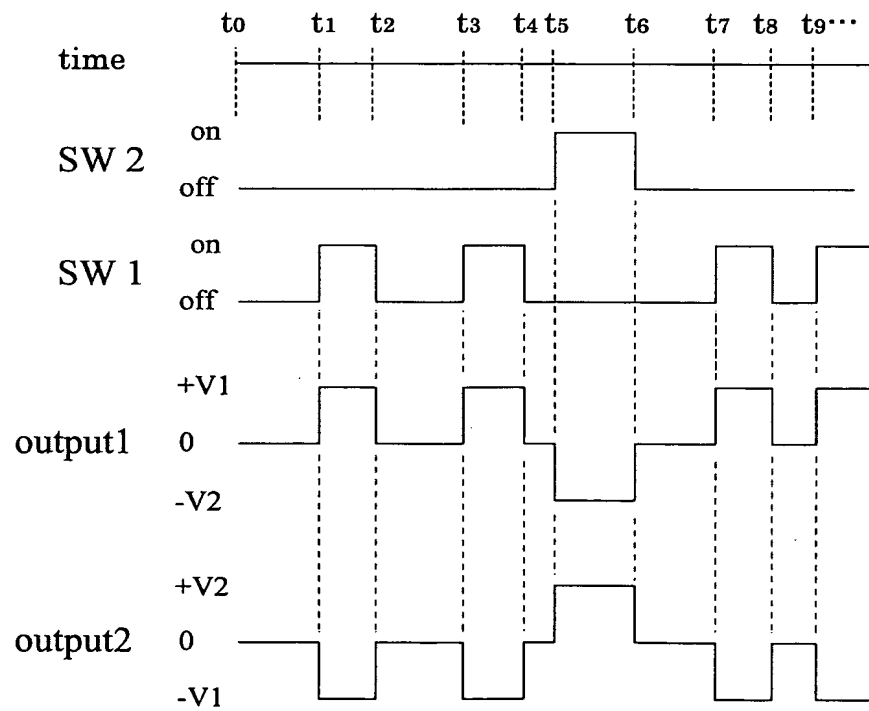 t0 t1 t2 t3 t4 t5 t6 t7 t8 t9···
time
on
SW 2
off
on
SW 1
off
+V1
output1 0
-V2
+V2
output2 0
-V1